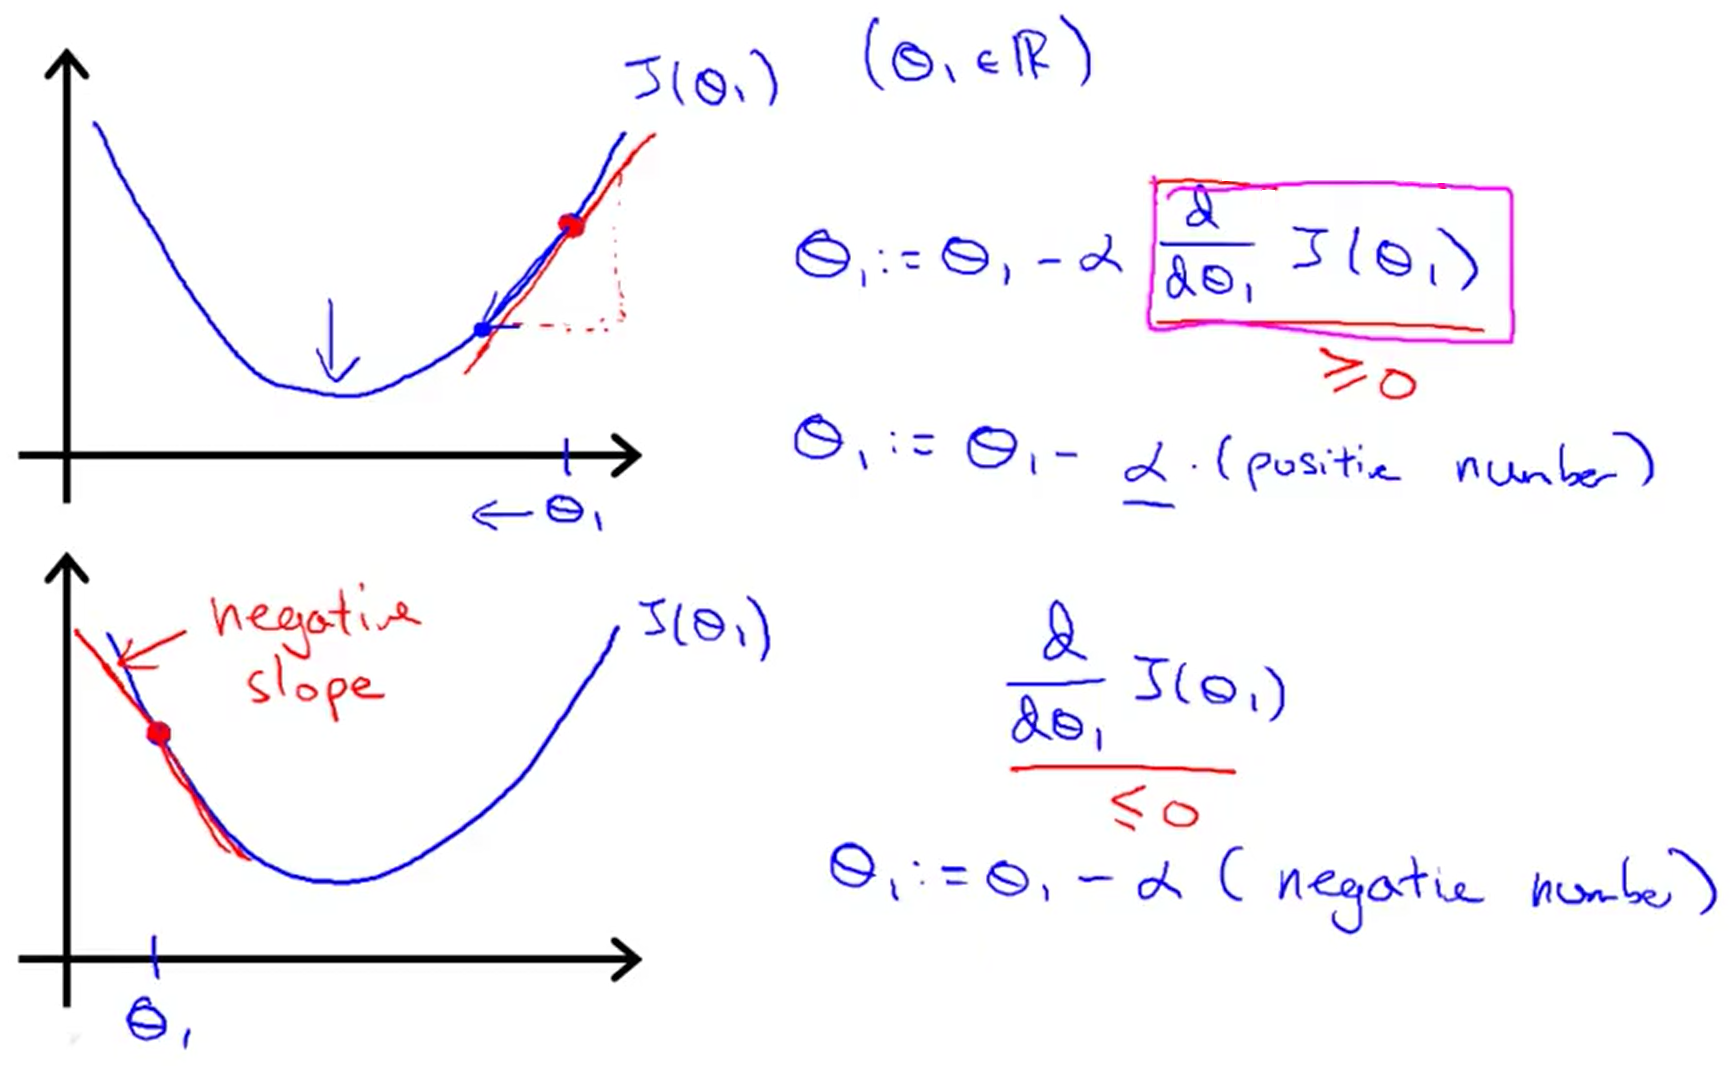 J(θ₁) (θ₁ ∈ ℝ)
θ₁ := θ₁ - α d/dθ₁ J(θ₁)
≥ 0
θ₁ := θ₁ - α · (positive number)
← θ₁
negative
slope
J(θ₁)
d/dθ₁ J(θ₁)
≤ 0
θ₁ := θ₁ - α (negative number)
θ₁